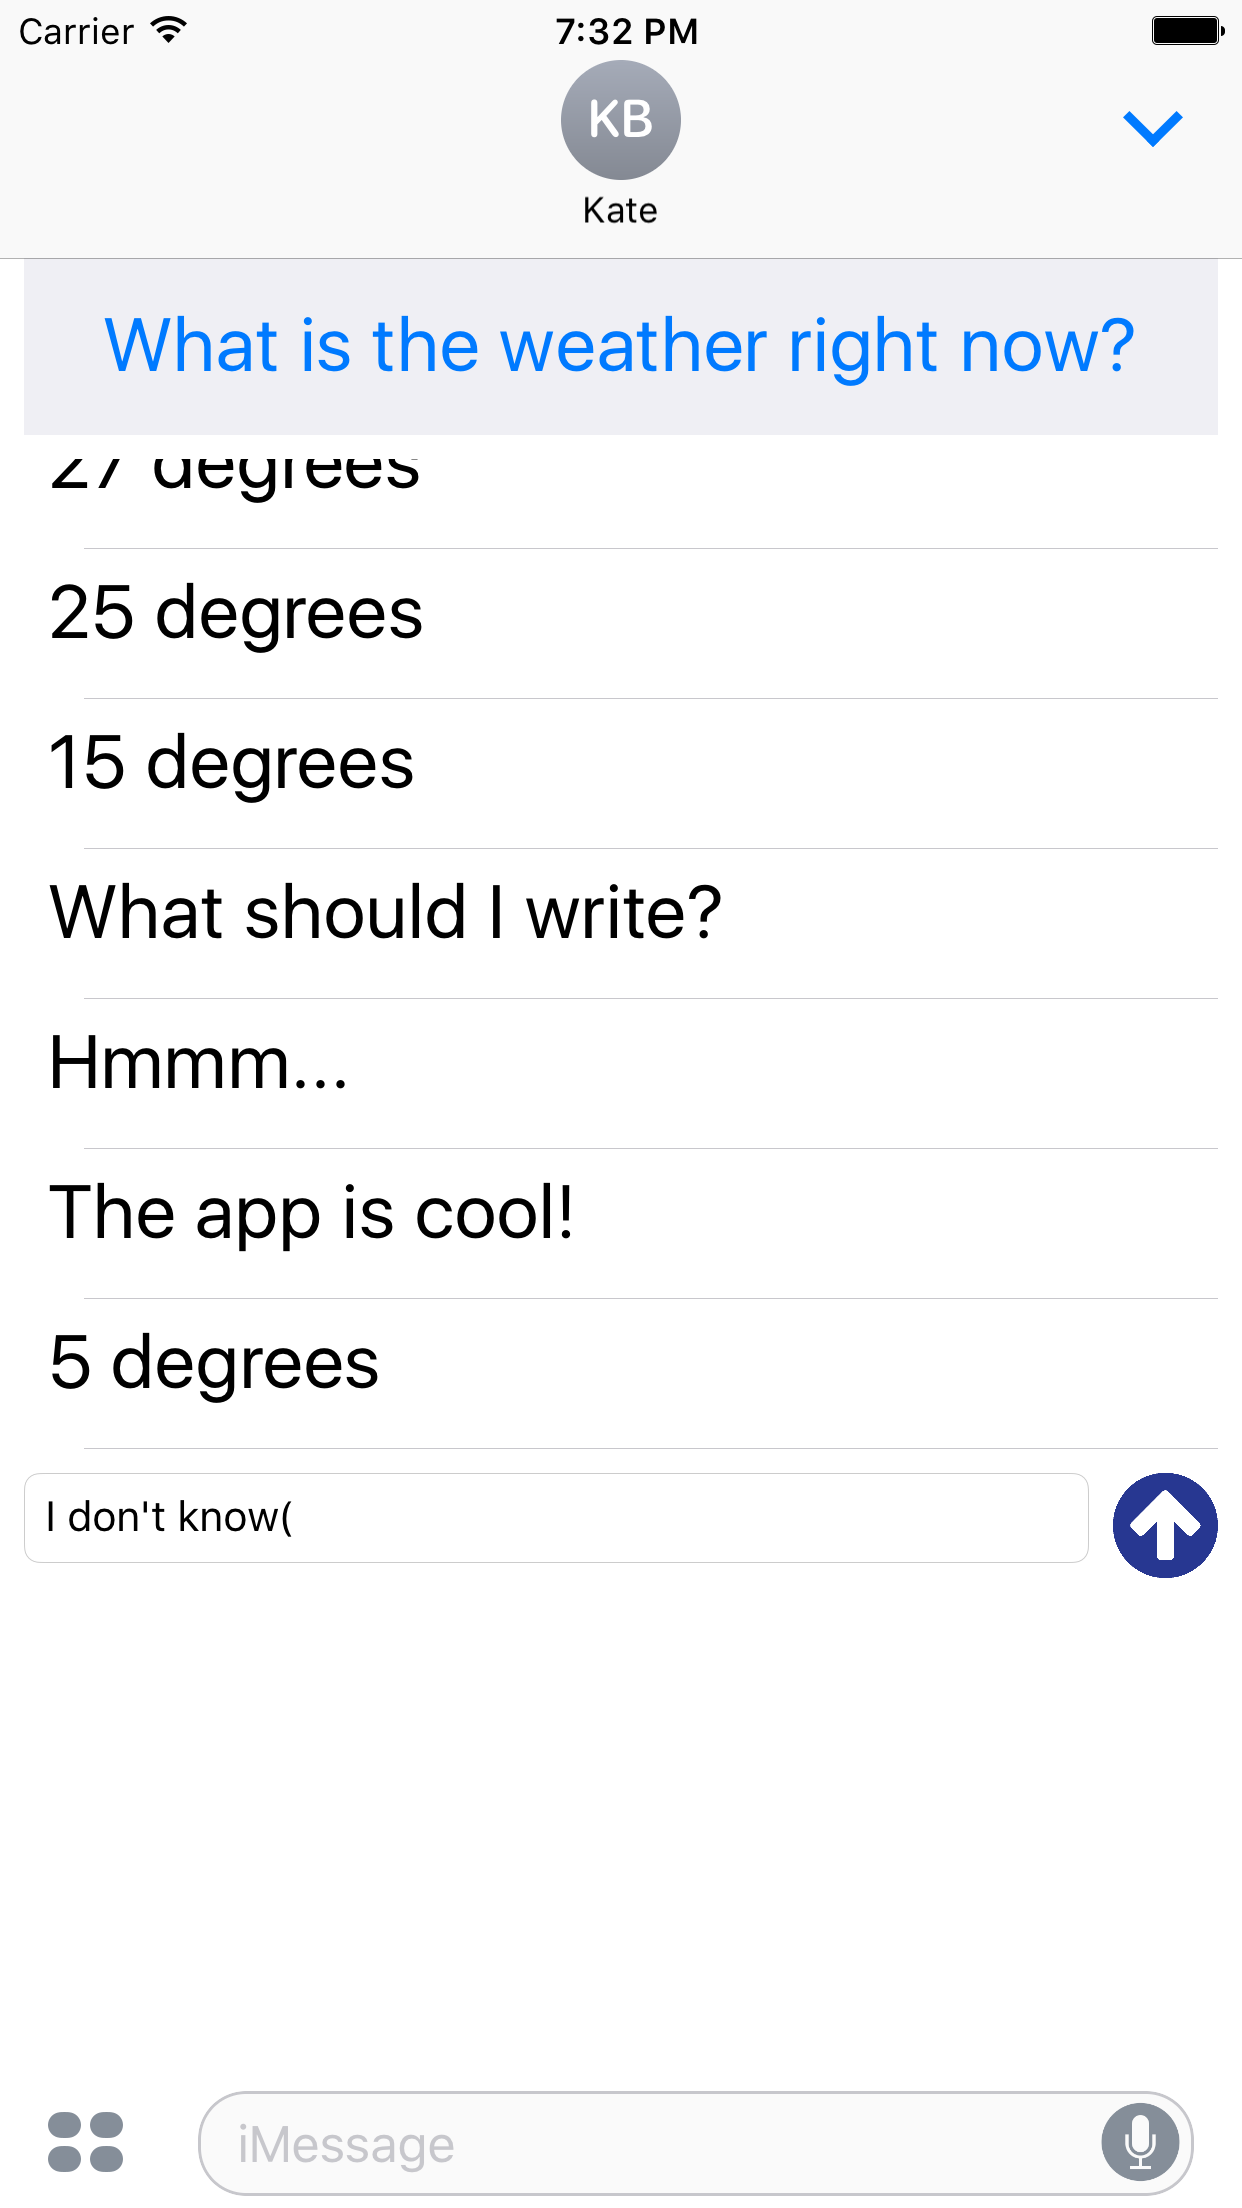 Carrier
7:32 PM
KB
Kate
What is the weather right now?
27 degrees
25 degrees
15 degrees
What should I write?
Hmmm...
The app is cool!
5 degrees
I don't know(
iMessage